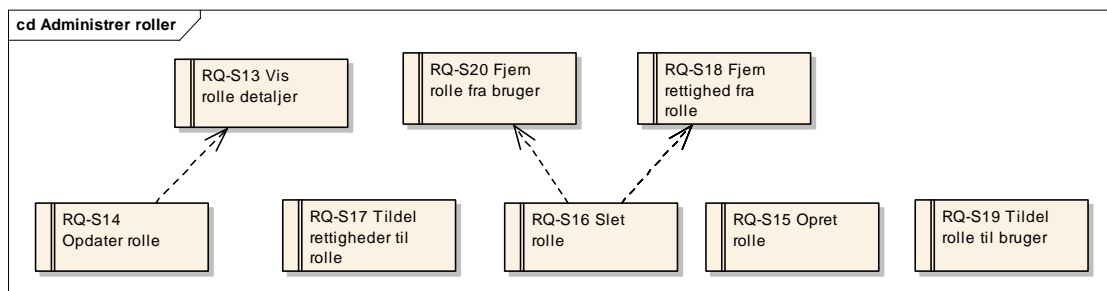 cd Administrer roller
RQ-S13 Vis
rolle detaljer
RQ-S20 Fjern
rolle fra bruger
RQ-S18 Fjern
rettighed fra
rolle
RQ-S14
Opdater rolle
RQ-S17 Tildel
rettigheder til
rolle
RQ-S16 Slet
rolle
RQ-S15 Opret
rolle
RQ-S19 Tildel
rolle til bruger